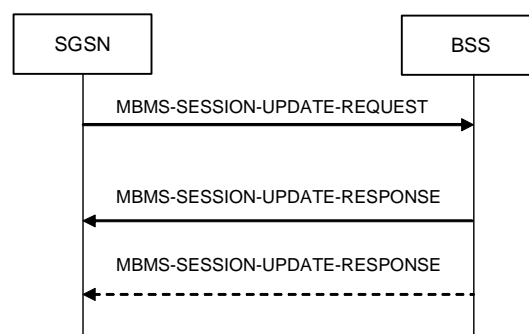 SGSN
BSS
MBMS-SESSION-UPDATE-REQUEST
MBMS-SESSION-UPDATE-RESPONSE
MBMS-SESSION-UPDATE-RESPONSE